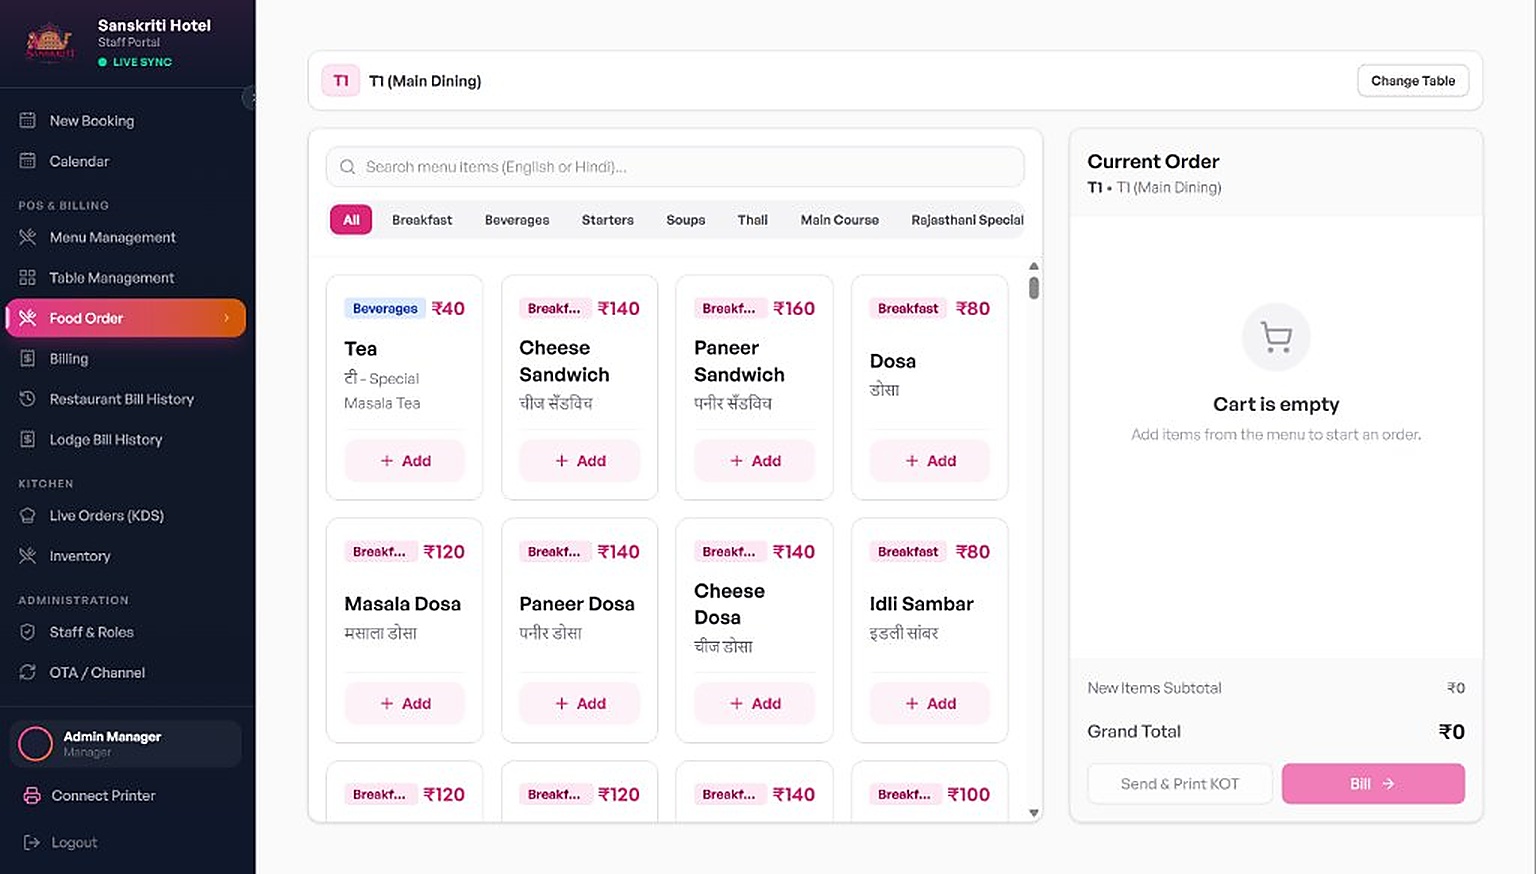 Sanskriti Hotel
Staff Portal
LIVE SYNC
New Booking
Calendar
POS & BILLING
Menu Management
Table Management
Food Order
Billing
Restaurant Bill History
Lodge Bill History
KITCHEN
Live Orders (KDS)
Inventory
ADMINISTRATION
Staff & Roles
OTA / Channel
Admin Manager
Manager
Connect Printer
Logout
T1 T1 (Main Dining)
Change Table
Search menu items (English or Hindi)...
All Breakfast Beverages Starters Soups Thali Main Course Rajasthani Special
Beverages ₹40
Tea
टी - Special
Masala Tea
+ Add
Breakf... ₹140
Cheese
Sandwich
चीज सँडविच
+ Add
Breakf... ₹160
Paneer
Sandwich
पनीर सँडविच
+ Add
Breakfast ₹80
Dosa
डोसा
+ Add
Breakf... ₹120
Masala Dosa
मसाला डोसा
+ Add
Breakf... ₹140
Paneer Dosa
पनीर डोसा
+ Add
Breakf... ₹140
Cheese
Dosa
चीज डोसा
+ Add
Breakfast ₹80
Idli Sambar
इडली सांबर
+ Add
Breakf... ₹120
Breakf... ₹120
Breakf... ₹140
Breakf... ₹100
Current Order
T1 • T1 (Main Dining)
Cart is empty
Add items from the menu to start an order.
New Items Subtotal ₹0
Grand Total ₹0
Send & Print KOT
Bill →